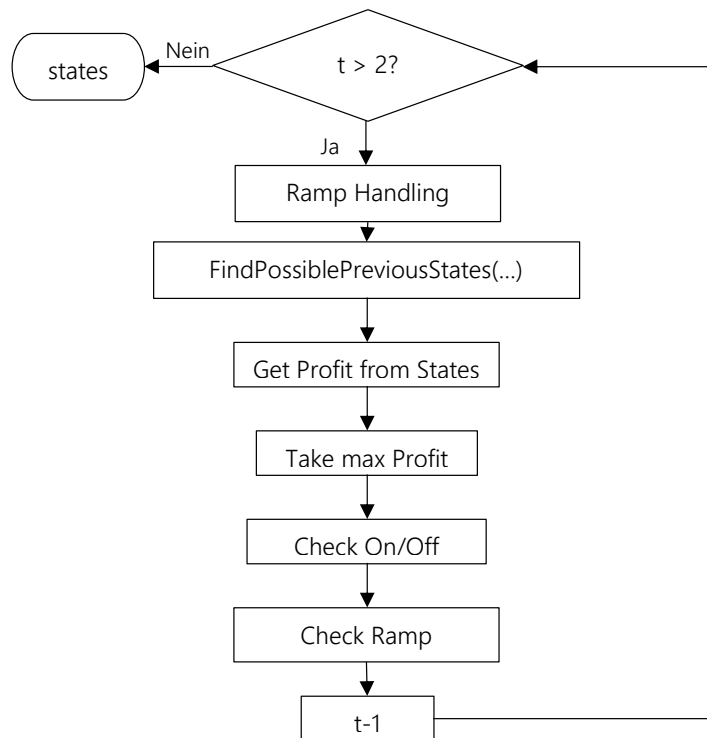 Nein
states
t > 2?
Ja
Ramp Handling
FindPossiblePreviousStates(...)
Get Profit from States
Take max Profit
Check On/Off
Check Ramp
t-1